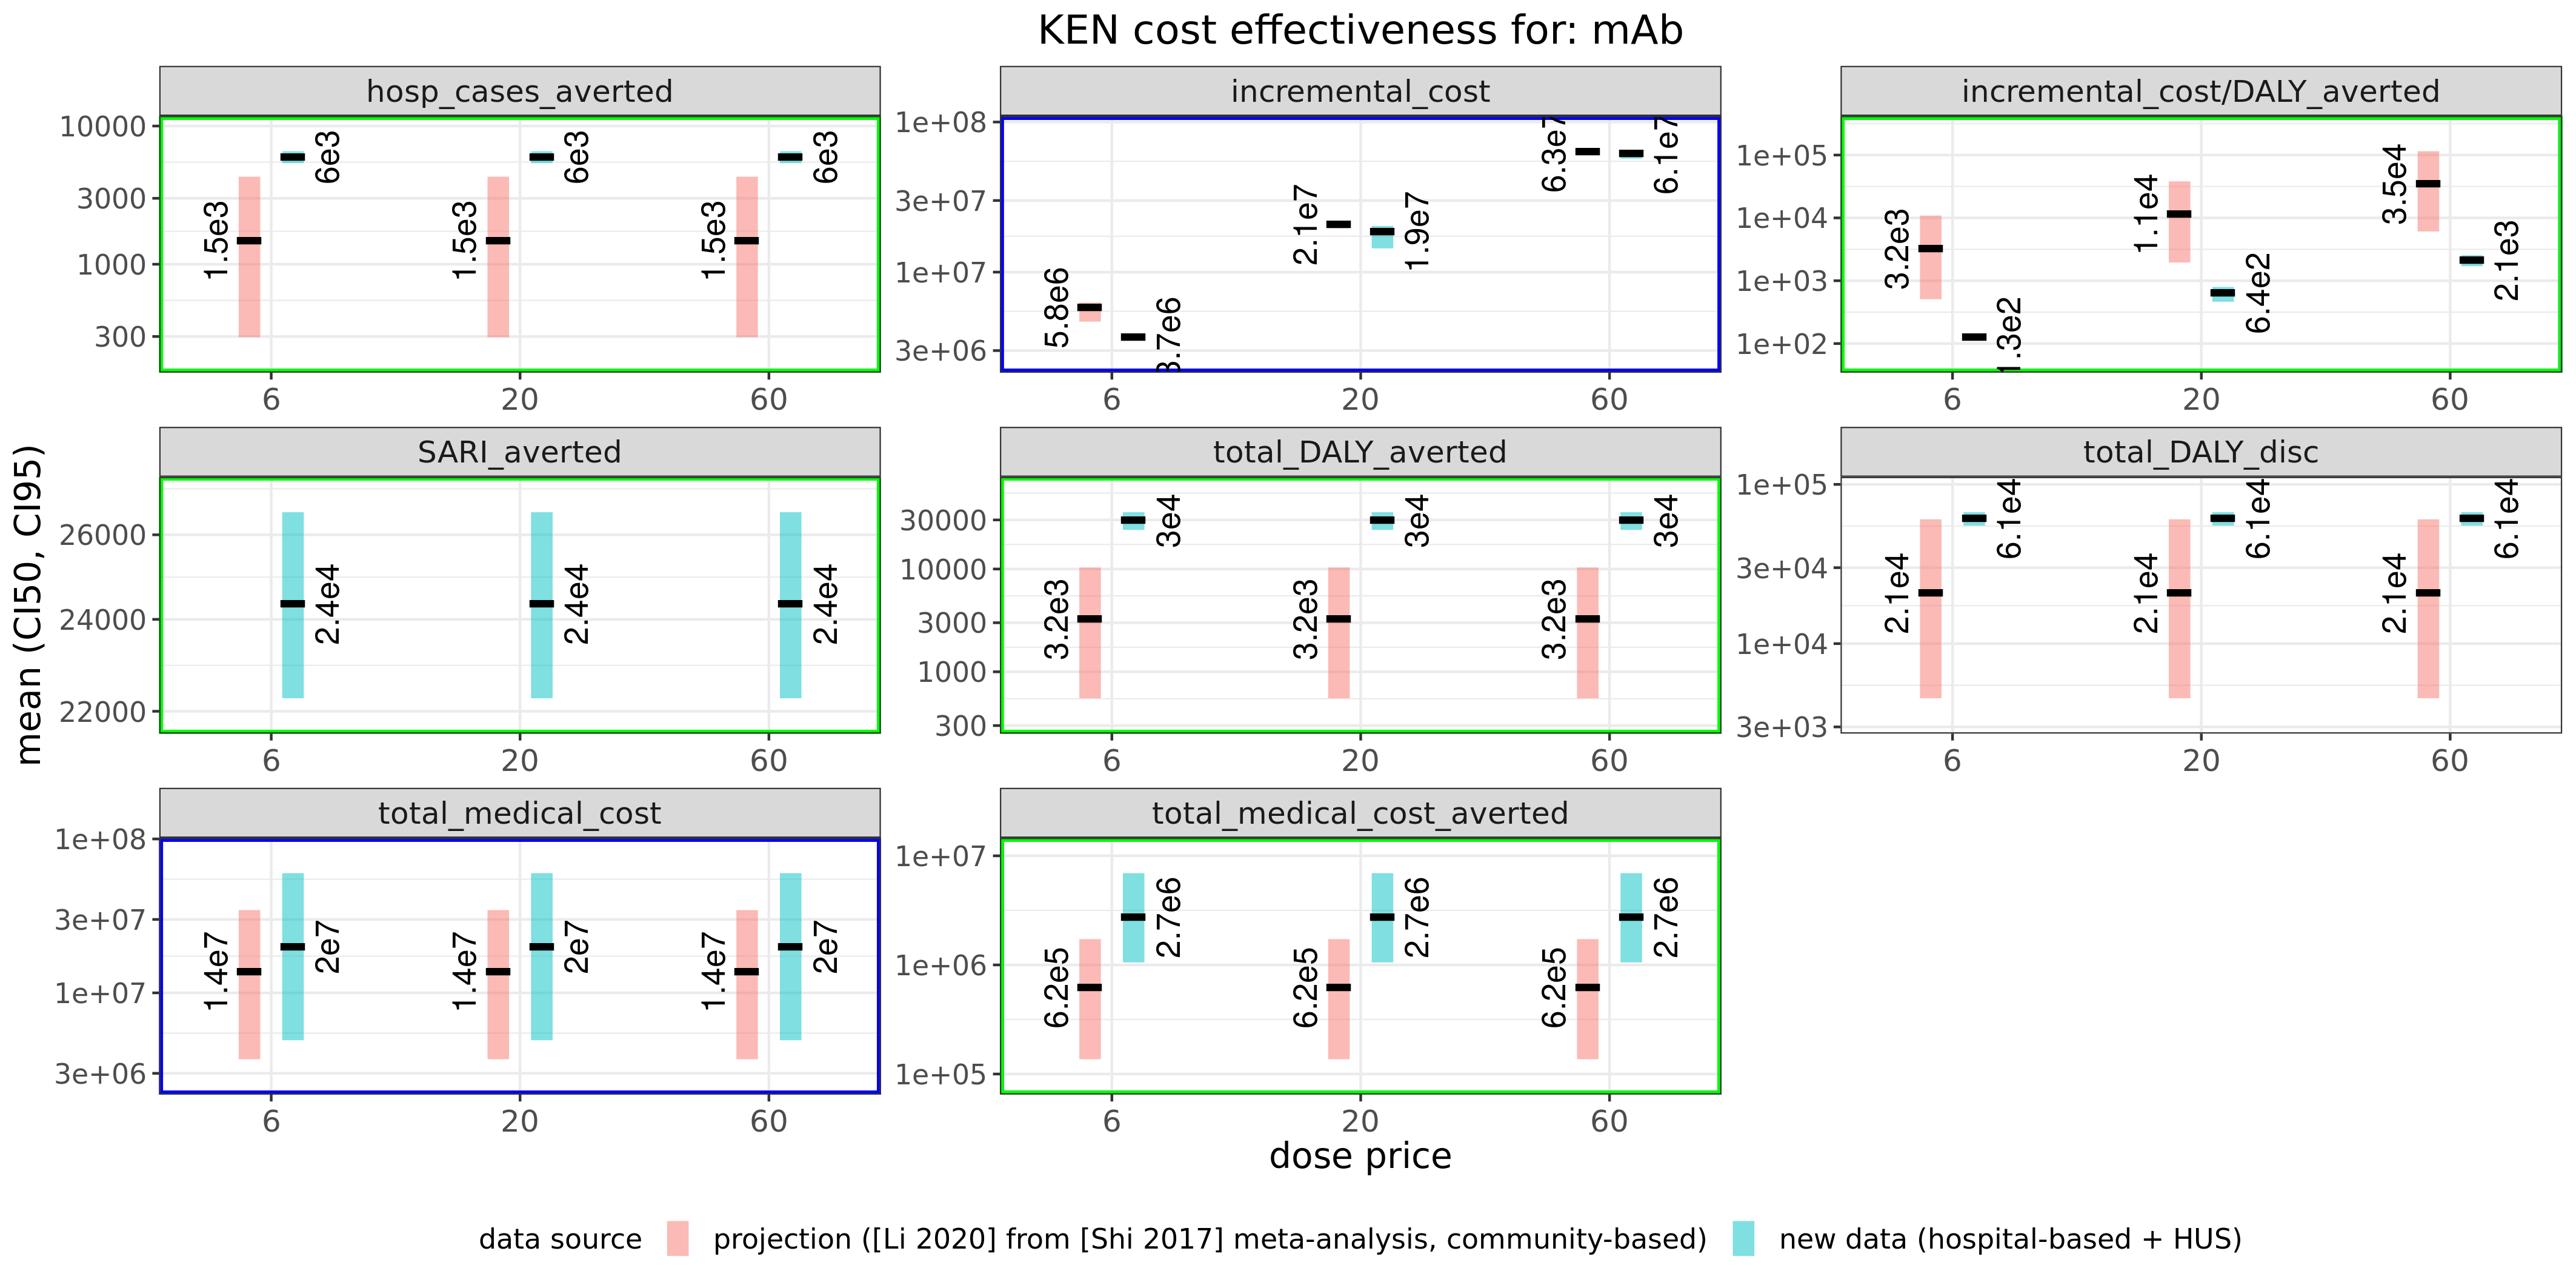 KEN cost effectiveness for: mAb
hosp_cases_averted
incremental_cost
incremental_cost/DALY_averted
10000
3000
1000
300
1.5e3
6e3
1.5e3
6e3
1.5e3
6e3
6
20
60
1e+08
3e+07
1e+07
3e+06
5.8e6
3.7e6
2.1e7
1.9e7
6.3e7
6.1e7
6
20
60
1e+05
1e+04
1e+03
1e+02
3.2e3
1.3e2
1.1e4
6.4e2
3.5e4
2.1e3
6
20
60
mean (CI50, CI95)
SARI_averted
total_DALY_averted
total_DALY_disc
26000
24000
22000
2.4e4
2.4e4
2.4e4
6
20
60
30000
10000
3000
1000
300
3.2e3
3e4
3.2e3
3e4
3.2e3
3e4
6
20
60
1e+05
3e+04
1e+04
3e+03
2.1e4
6.1e4
2.1e4
6.1e4
2.1e4
6.1e4
6
20
60
total_medical_cost
total_medical_cost_averted
1e+08
3e+07
1e+07
3e+06
1.4e7
2e7
1.4e7
2e7
1.4e7
2e7
6
20
60
1e+07
1e+06
1e+05
6.2e5
2.7e6
6.2e5
2.7e6
6.2e5
2.7e6
6
20
60
dose price
data source
projection ([Li 2020] from [Shi 2017] meta-analysis, community-based)
new data (hospital-based + HUS)